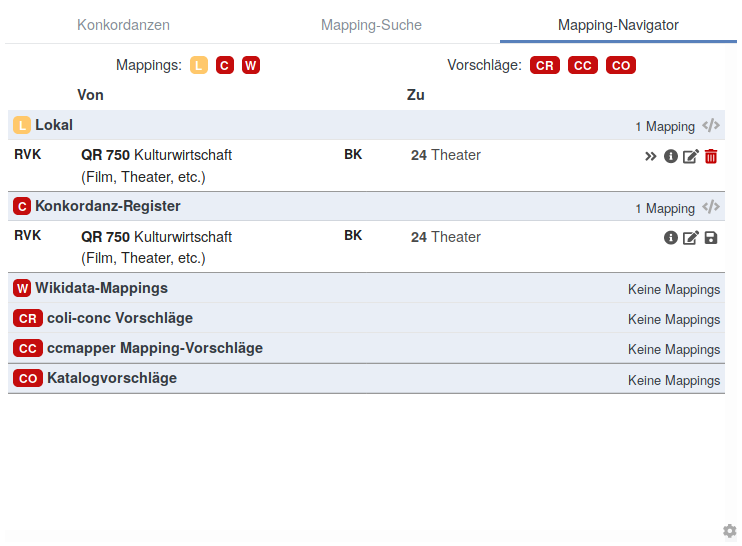 Konkordanzen Mapping-Suche Mapping-Navigator
Mappings: L C W Vorschläge: CR CC CO
Von Zu
L Lokal 1 Mapping </>
RVK QR 750 Kulturwirtschaft BK 24 Theater
(Film, Theater, etc.)
C Konkordanz-Register 1 Mapping </>
RVK QR 750 Kulturwirtschaft BK 24 Theater
(Film, Theater, etc.)
W Wikidata-Mappings Keine Mappings
CR coli-conc Vorschläge Keine Mappings
CC ccmapper Mapping-Vorschläge Keine Mappings
CO Katalogvorschläge Keine Mappings